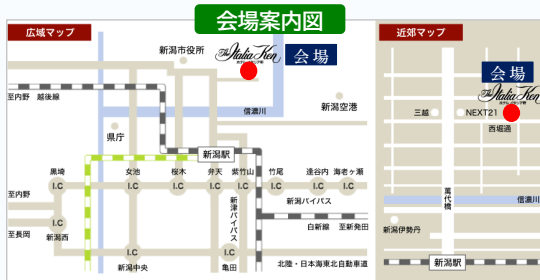 会場案内図
広域マップ
新潟市役所
The Italia Ken
会場
至内野 越後線
信濃川
新潟空港
県庁
新潟駅
黒埼
女池
桜木
弁天
紫竹山
竹尾
逢谷内
海老ヶ瀬
I.C
I.C
I.C
I.C
I.C
I.C
I.C
I.C
至内野
新潟バイパス
新津バイパス
I.C
白新線 至新発田
至長岡
新潟西
I.C
I.C
新潟中央
亀田
北陸・日本海東北自動車道
近郊マップ
会場
The Italia Ken
三越
NEXT21
西堀通
萬代橋
信濃川
新潟伊勢丹
新潟駅